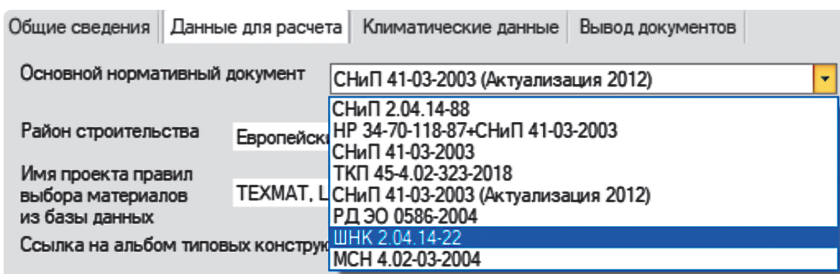 Общие сведения Данные для расчета Климатические данные Вывод документов
Основной нормативный документ СНиП 41-03-2003 (Актуализация 2012)
СНиП 2.04.14-88
НР 34-70-118-87+СНиП 41-03-2003
Район строительства
СНиП 41-03-2003
Имя проекта правил
ТКП 45-4.02-323-2018
выбора материалов ТЕХМАТ, СНиП 41-03-2003 (Актуализация 2012)
из базы данных РД ЭО 0586-2004
ШНК 2.04.14-22
Ссылка на альбом типовых
МСН 4.02-03-2004